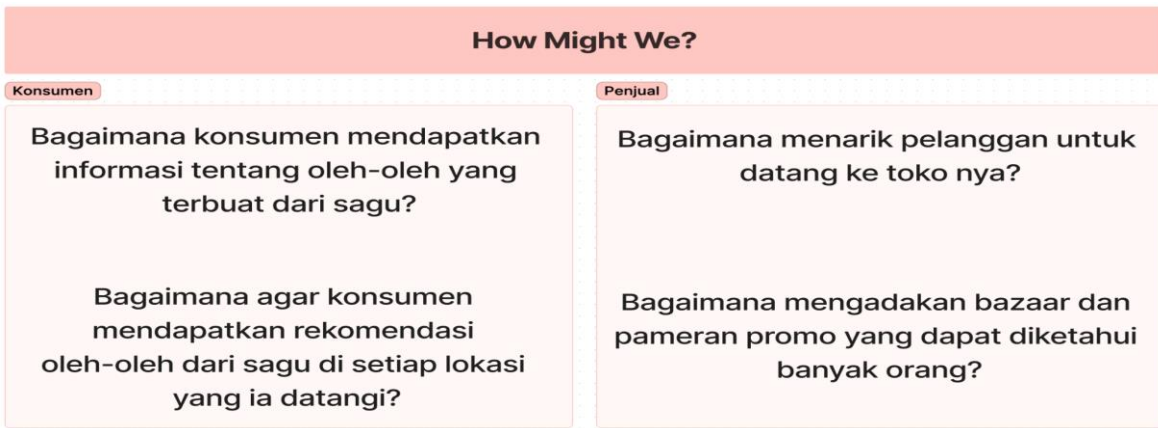 How Might We?
Konsumen
Bagaimana konsumen mendapatkan
informasi tentang oleh-oleh yang
terbuat dari sagu?
Bagaimana agar konsumen
mendapatkan rekomendasi
oleh-oleh dari sagu di setiap lokasi
yang ia datangi?
Penjual
Bagaimana menarik pelanggan untuk
datang ke toko nya?
Bagaimana mengadakan bazaar dan
pameran promo yang dapat diketahui
banyak orang?